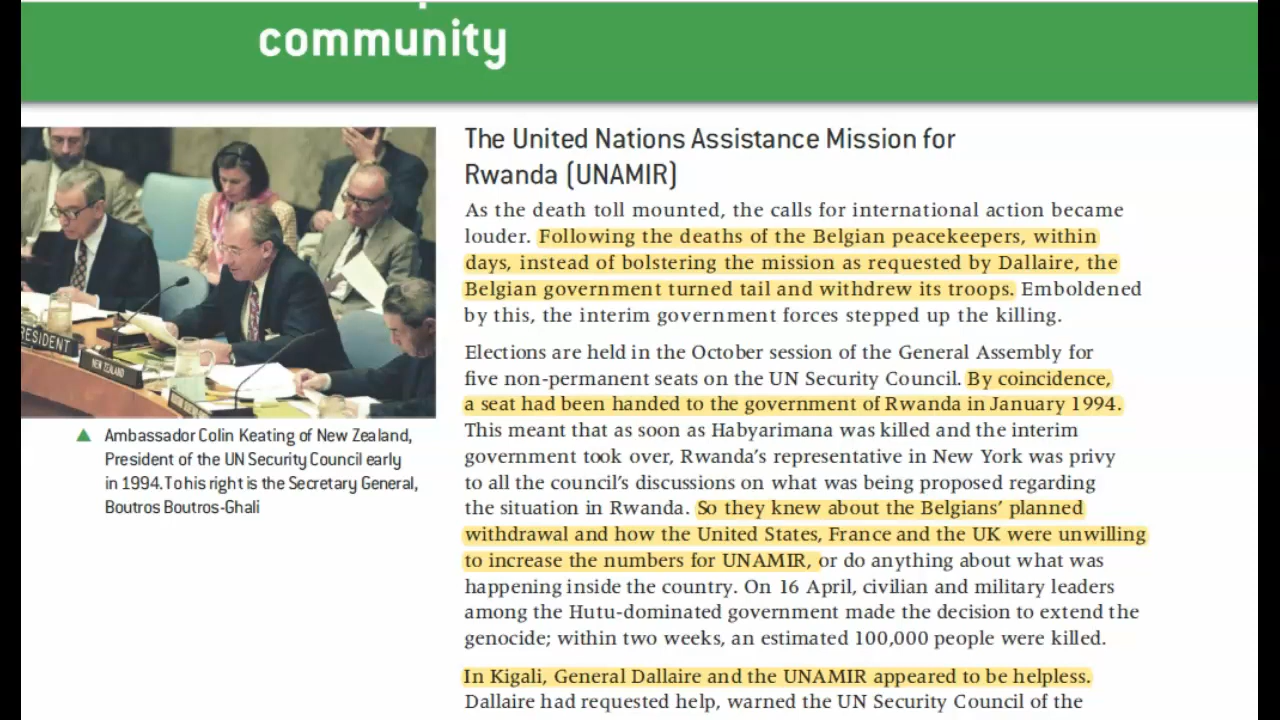 community
The United Nations Assistance Mission for
Rwanda (UNAMIR)
As the death toll mounted, the calls for international action became
louder. Following the deaths of the Belgian peacekeepers, within
days, instead of bolstering the mission as requested by Dallaire, the
Belgian government turned tail and withdrew its troops. Emboldened
by this, the interim government forces stepped up the killing.
Elections are held in the October session of the General Assembly for
five non-permanent seats on the UN Security Council. By coincidence,
a seat had been handed to the government of Rwanda in January 1994.
This meant that as soon as Habyarimana was killed and the interim
government took over, Rwanda's representative in New York was privy
to all the council's discussions on what was being proposed regarding
the situation in Rwanda. So they knew about the Belgians' planned
withdrawal and how the United States, France and the UK were unwilling
to increase the numbers for UNAMIR, or do anything about what was
happening inside the country. On 16 April, civilian and military leaders
among the Hutu-dominated government made the decision to extend the
genocide; within two weeks, an estimated 100,000 people were killed.
In Kigali, General Dallaire and the UNAMIR appeared to be helpless.
Dallaire had requested help, warned the UN Security Council of the
RESIDENT
NEW ZEALAND
▲ Ambassador Colin Keating of New Zealand,
President of the UN Security Council early
in 1994.To his right is the Secretary General,
Boutros Boutros-Ghali